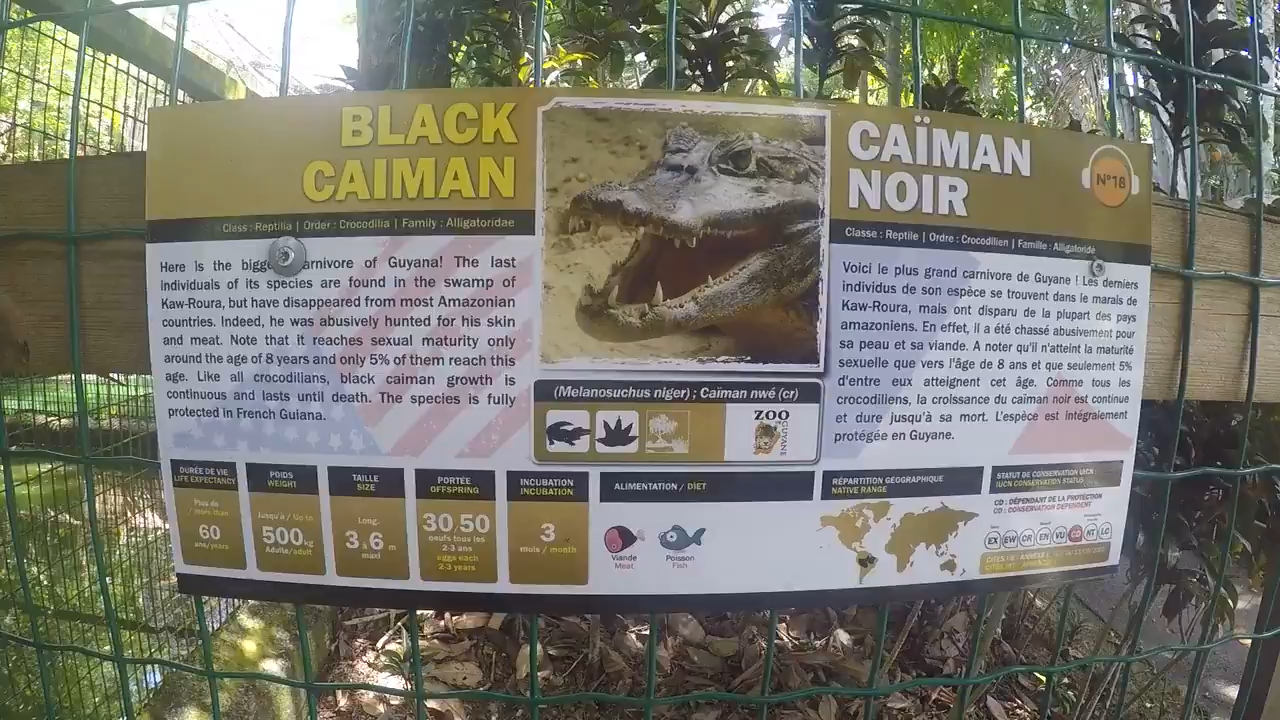 BLACK
CAIMAN
Class : Reptilia | Order : Crocodilia | Family : Alligatoridae
Here is the bigg arnivore of Guyana! The last
individuals of its species are found in the swamp of
Kaw-Roura, but have disappeared from most Amazonian
countries. Indeed, he was abusively hunted for his skin
and meat. Note that it reaches sexual maturity only
around the age of 8 years and only 5% of them reach this
age. Like all crocodilians, black caiman growth is
continuous and lasts until death. The species is fully
protected in French Guiana.
(Melanosuchus niger) ; Caïman nwé (cr)
ZOO
GUYANE
CAÏMAN
NOIR
N°18
Classe : Reptile | Ordre : Crocodilien | Famille : Alligatoridé
Voici le plus grand carnivore de Guyane ! Les derniers
individus de son espèce se trouvent dans le marais de
Kaw-Roura, mais ont disparu de la plupart des pays
amazoniens. En effet, il a été chassé abusivement pour
sa peau et sa viande. A noter qu'il n'atteint la maturité
sexuelle que vers l'âge de 8 ans et que seulement 5%
d'entre eux atteignent cet âge. Comme tous les
crocodiliens, la croissance du caïman noir est continue
et dure jusqu'à sa mort. L'espèce est intégralement
protégée en Guyane.
DURÉE DE VIE
LIFE EXPECTANCY
Plus de
/ more than
60
ans/years
POIDS
WEIGHT
Jusqu'à / Up to
500kg
Adulte/adult
TAILLE
SIZE
Long.
3 à 6 m
maxi
PORTÉE
OFFSPRING
30.50
oeufs tous les
2-3 ans
eggs each
2-3 years
INCUBATION
INCUBATION
3
mois / month
ALIMENTATION / DIET
Viande
Meat
Poisson
Fish
RÉPARTITION GÉOGRAPHIQUE
NATIVE RANGE
STATUT DE CONSERVATION UICN :
IUCN CONSERVATION STATUS
CD : DÉPENDANT DE LA PROTECTION
CD : CONSERVATION DEPENDENT
EX EW CR EN VU CD NT LC